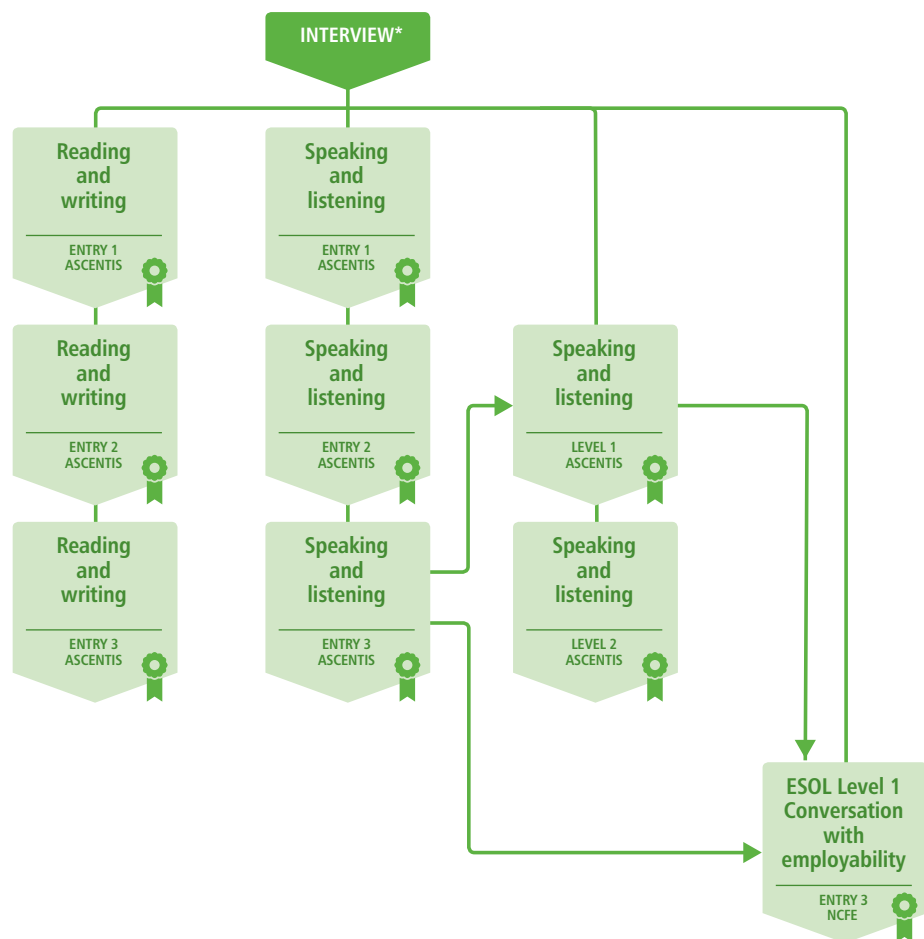 INTERVIEW*
Reading
and
writing
ENTRY 1
ASCENTIS
Speaking
and
listening
ENTRY 1
ASCENTIS
Reading
and
writing
ENTRY 2
ASCENTIS
Speaking
and
listening
ENTRY 2
ASCENTIS
Speaking
and
listening
LEVEL 1
ASCENTIS
Reading
and
writing
ENTRY 3
ASCENTIS
Speaking
and
listening
ENTRY 3
ASCENTIS
Speaking
and
listening
LEVEL 2
ASCENTIS
ESOL Level 1
Conversation
with
employability
ENTRY 3
NCFE